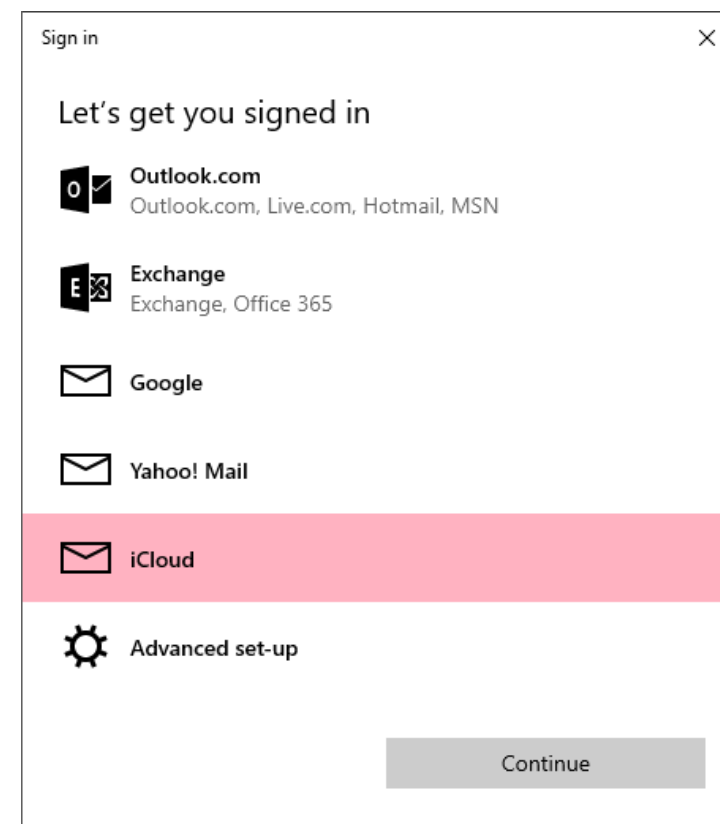 Sign in
Let's get you signed in
Outlook.com
Outlook.com, Live.com, Hotmail, MSN
Exchange
Exchange, Office 365
Google
Yahoo! Mail
iCloud
Advanced set-up
Continue